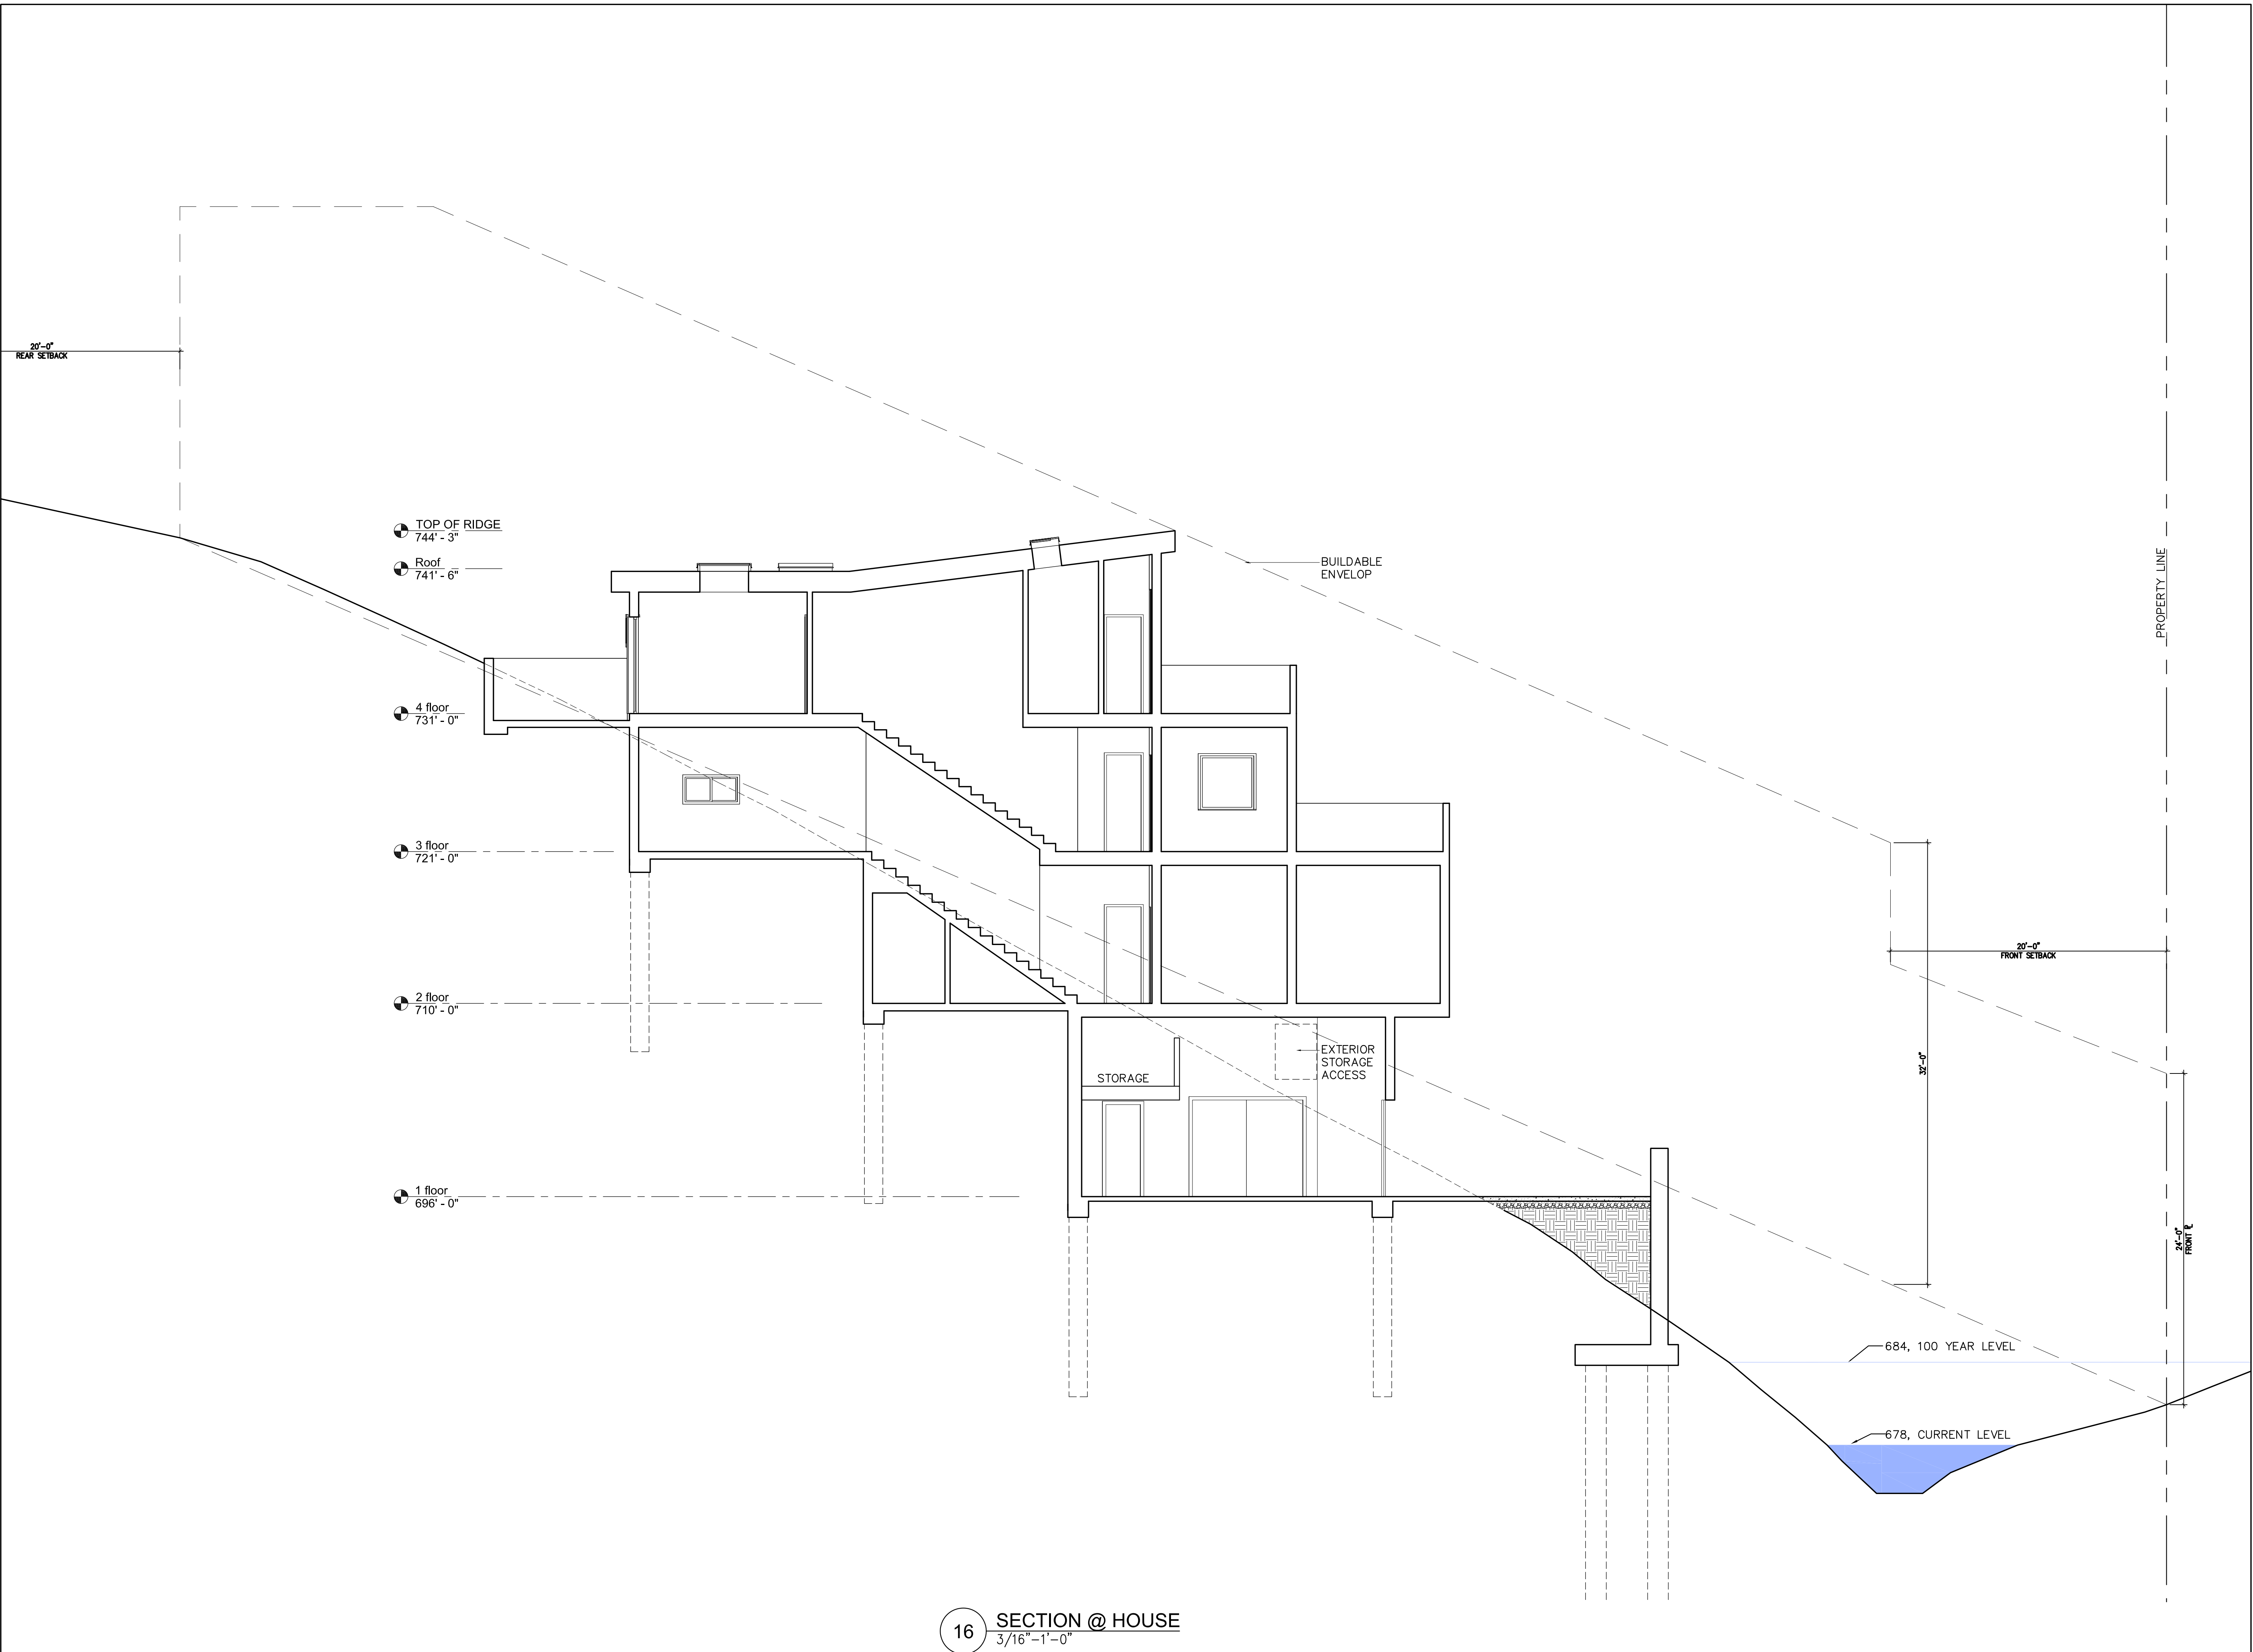 20'-0"
REAR SETBACK
TOP OF RIDGE
744' - 3"
Roof
741' - 6"
BUILDABLE
ENVELOP
PROPERTY LINE
4 floor
731' - 0"
3 floor
721' - 0"
20'-0"
FRONT SETBACK
2 floor
710' - 0"
EXTERIOR
STORAGE
ACCESS
STORAGE
32'-0"
1 floor
696' - 0"
24'-0"
FRONT ⅊
684, 100 YEAR LEVEL
678, CURRENT LEVEL
16
SECTION @ HOUSE
3/16"-1'-0"